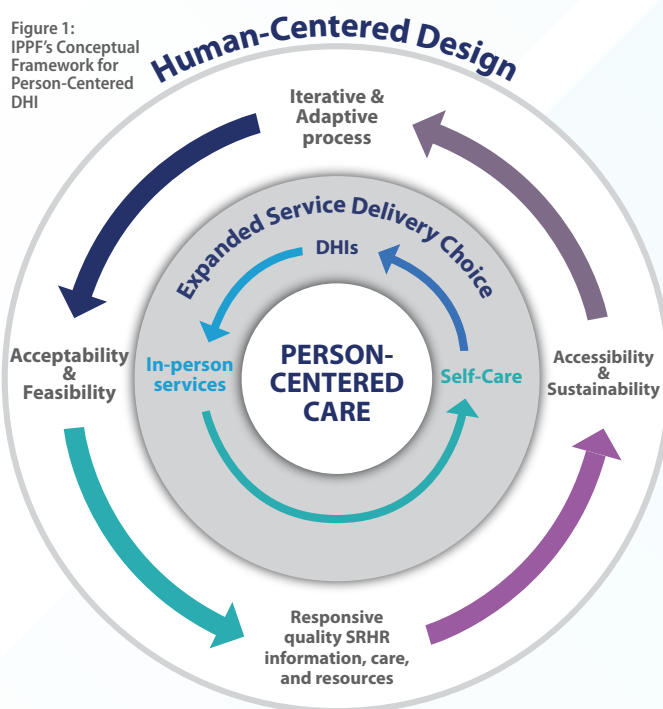 Figure 1:
IPPF's Conceptual
Framework for
Person-Centered
DHI
Human-Centered Design
Iterative &
Adaptive
process
Expanded Service Delivery Choice
DHIs
Acceptability
&
Feasibility
In-person
services
PERSON-
CENTERED
CARE
Self-Care
Accessibility
&
Sustainability
Responsive
quality SRHR
information, care,
and resources